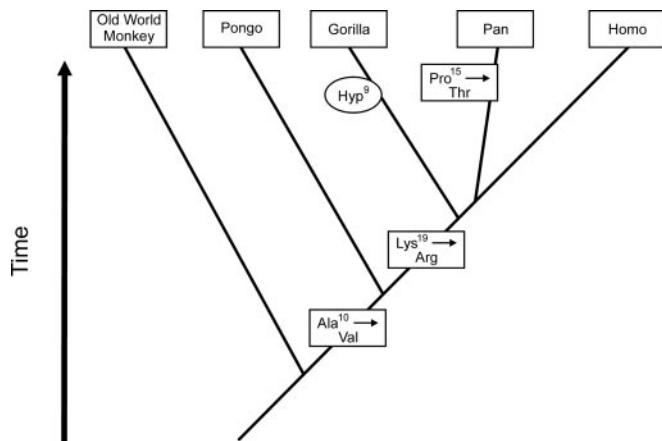 Old World
Monkey
Pongo
Gorilla
Pan
Homo
Hyp⁹
Pro¹⁵ →
Thr
Lys¹⁹ →
Arg
Ala¹⁰ →
Val
Time